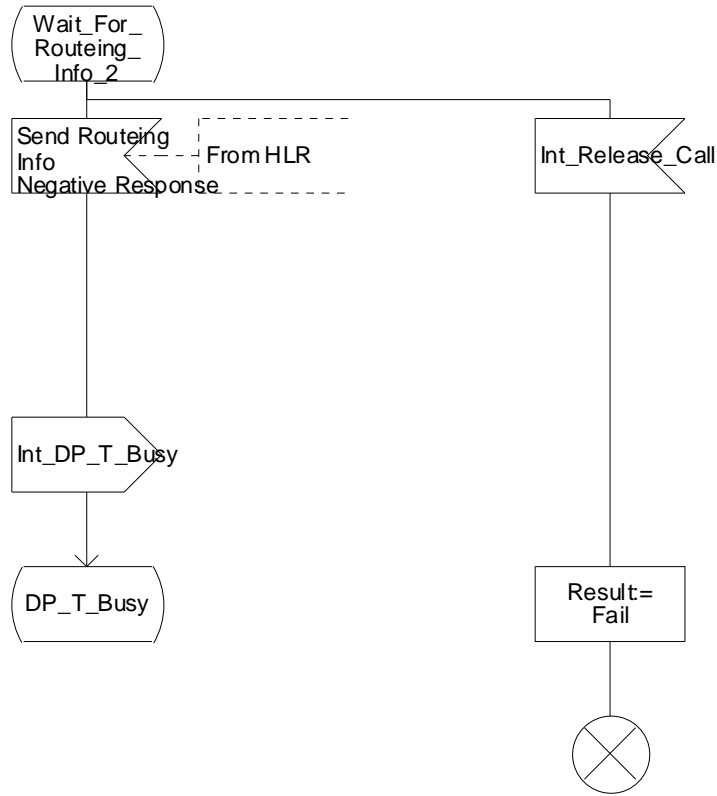 Wait_For_
Routeing_
Info_2
Send Routeing
Info
Negative Response
From HLR
Int_Release_Call
Int_DP_T_Busy
DP_T_Busy
Result:=
Fail